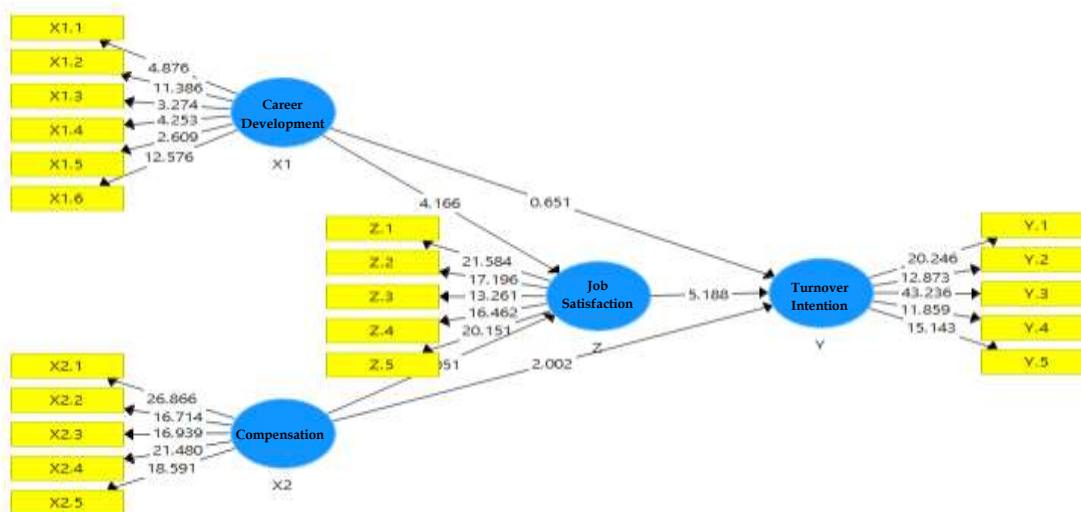 X1.1
X1.2
X1.3
X1.4
X1.5
X1.6
4.876
11.386
3.274
4.253
2.609
12.576
Career
Development
X1
4.166
0.651
Z.1
Z.2
Z.3
Z.4
Z.5
21.584
17.196
13.261
16.462
20.151
Job
Satisfaction
Z
5.188
Turnover
Intention
Y
20.246
12.873
43.236
11.859
15.143
Y.1
Y.2
Y.3
Y.4
Y.5
051
2.002
X2.1
X2.2
X2.3
X2.4
X2.5
26.866
16.714
16.939
21.480
18.591
Compensation
X2